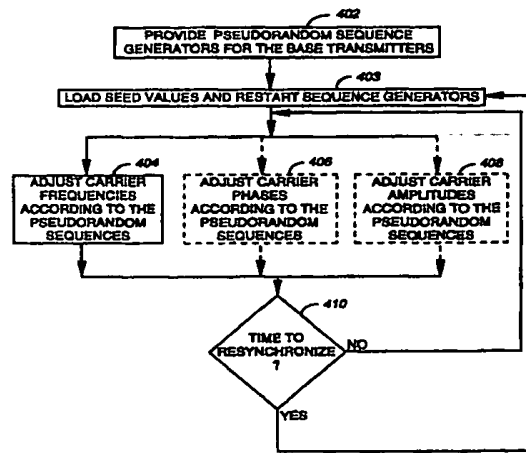 402
PROVIDE PSEUDORANDOM SEQUENCE
GENERATORS FOR THE BASE TRANSMITTERS
403
LOAD SEED VALUES AND RESTART SEQUENCE GENERATORS
404
ADJUST CARRIER
FREQUENCIES
ACCORDING TO THE
PSEUDORANDOM
SEQUENCES
406
ADJUST CARRIER
PHASES
ACCORDING TO THE
PSEUDORANDOM
SEQUENCES
408
ADJUST CARRIER
AMPLITUDES
ACCORDING TO THE
PSEUDORANDOM
SEQUENCES
410
TIME TO
RESYNCHRONIZE
?
NO
YES